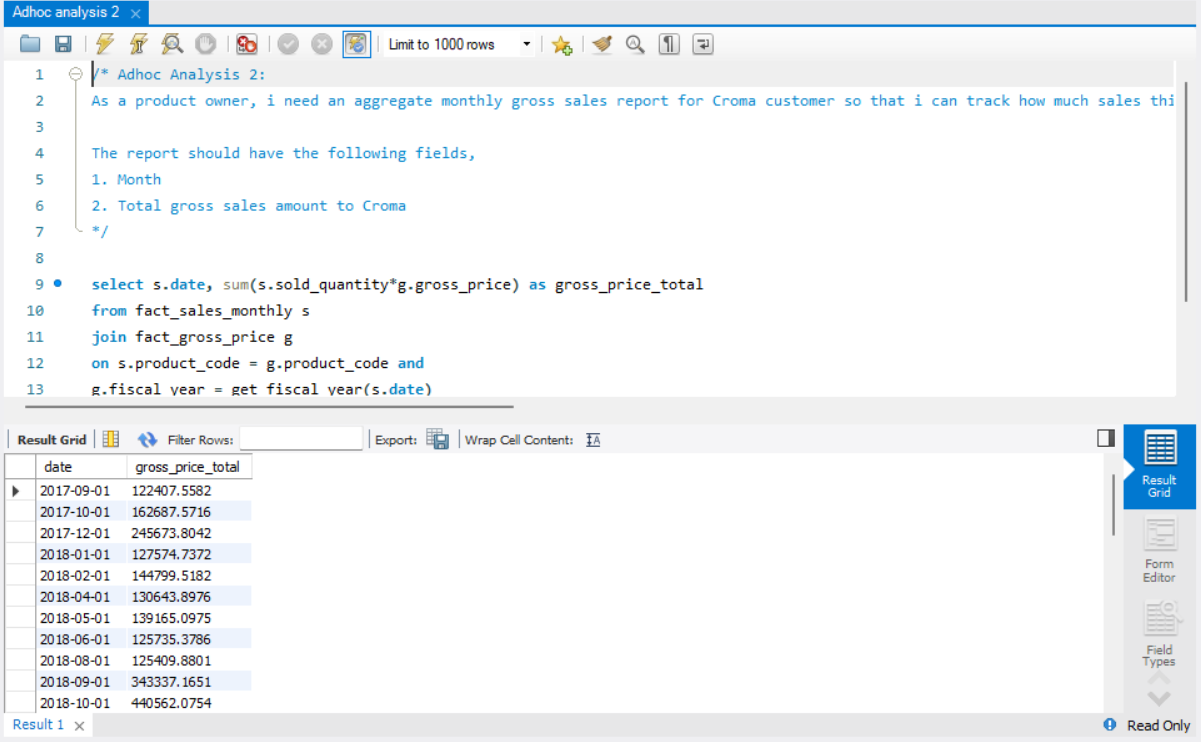 Adhoc analysis 2 ×
Limit to 1000 rows
1 /* Adhoc Analysis 2:
2 As a product owner, i need an aggregate monthly gross sales report for Croma customer so that i can track how much sales thi
3
4 The report should have the following fields,
5 1. Month
6 2. Total gross sales amount to Croma
7 */
8
9 select s.date, sum(s.sold_quantity*g.gross_price) as gross_price_total
10 from fact_sales_monthly s
11 join fact_gross_price g
12 on s.product_code = g.product_code and
13 g.fiscal_year = get_fiscal_year(s.date)
Result Grid Filter Rows: Export: Wrap Cell Content: IA
date gross_price_total
2017-09-01 122407.5582
2017-10-01 162687.5716
2017-12-01 245673.8042
2018-01-01 127574.7372
2018-02-01 144799.5182
2018-04-01 130643.8976
2018-05-01 139165.0975
2018-06-01 125735.3786
2018-08-01 125409.8801
2018-09-01 343337.1651
2018-10-01 440562.0754
Result
Grid
Form
Editor
Field
Types
Result 1 ×
Read Only